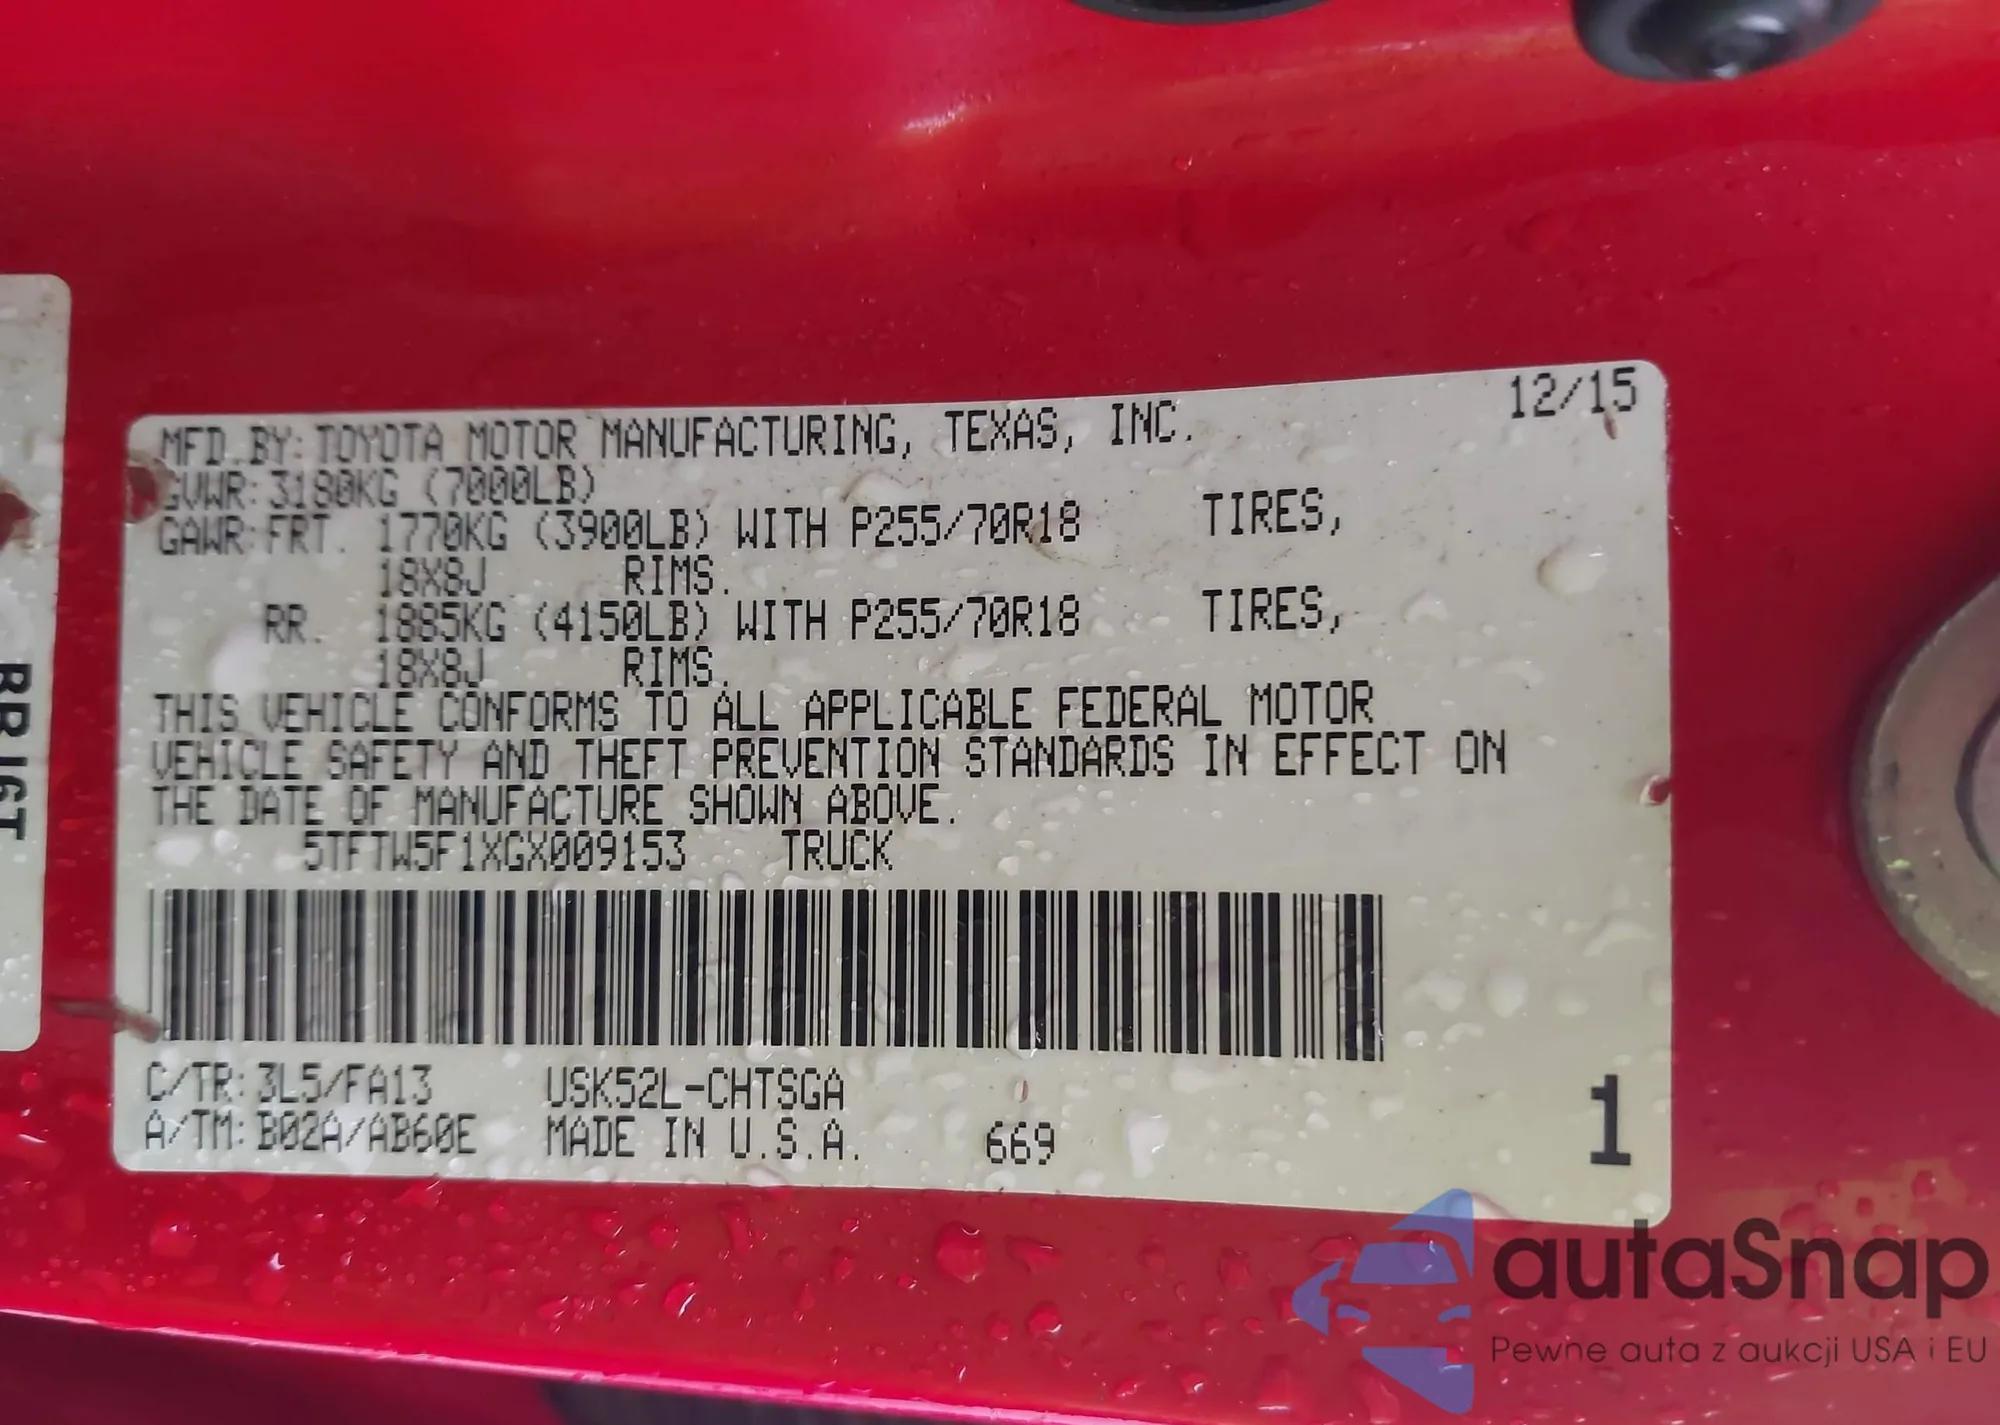 12/15
MFD.BY: TOYOTA MOTOR MANUFACTURING, TEXAS, INC.
GVWR: 3180KG (7000LB)
GAWR: FRT. 1770KG (3900LB) WITH P255/70R18 TIRES,
18X8J RIMS.
RR. 1885KG (4150LB) WITH P255/70R18 TIRES,
18X8J RIMS.
THIS VEHICLE CONFORMS TO ALL APPLICABLE FEDERAL MOTOR
VEHICLE SAFETY AND THEFT PREVENTION STANDARDS IN EFFECT ON
THE DATE OF MANUFACTURE SHOWN ABOVE.
5TFTW5F1XGX009153 TRUCK
C/TR: 3L5/FA13 USK52L-CHTSGA
A/TM: B02A/AB60E MADE IN U.S.A. 669
1
autaSnap
Pewne auta z aukcji USA i EU